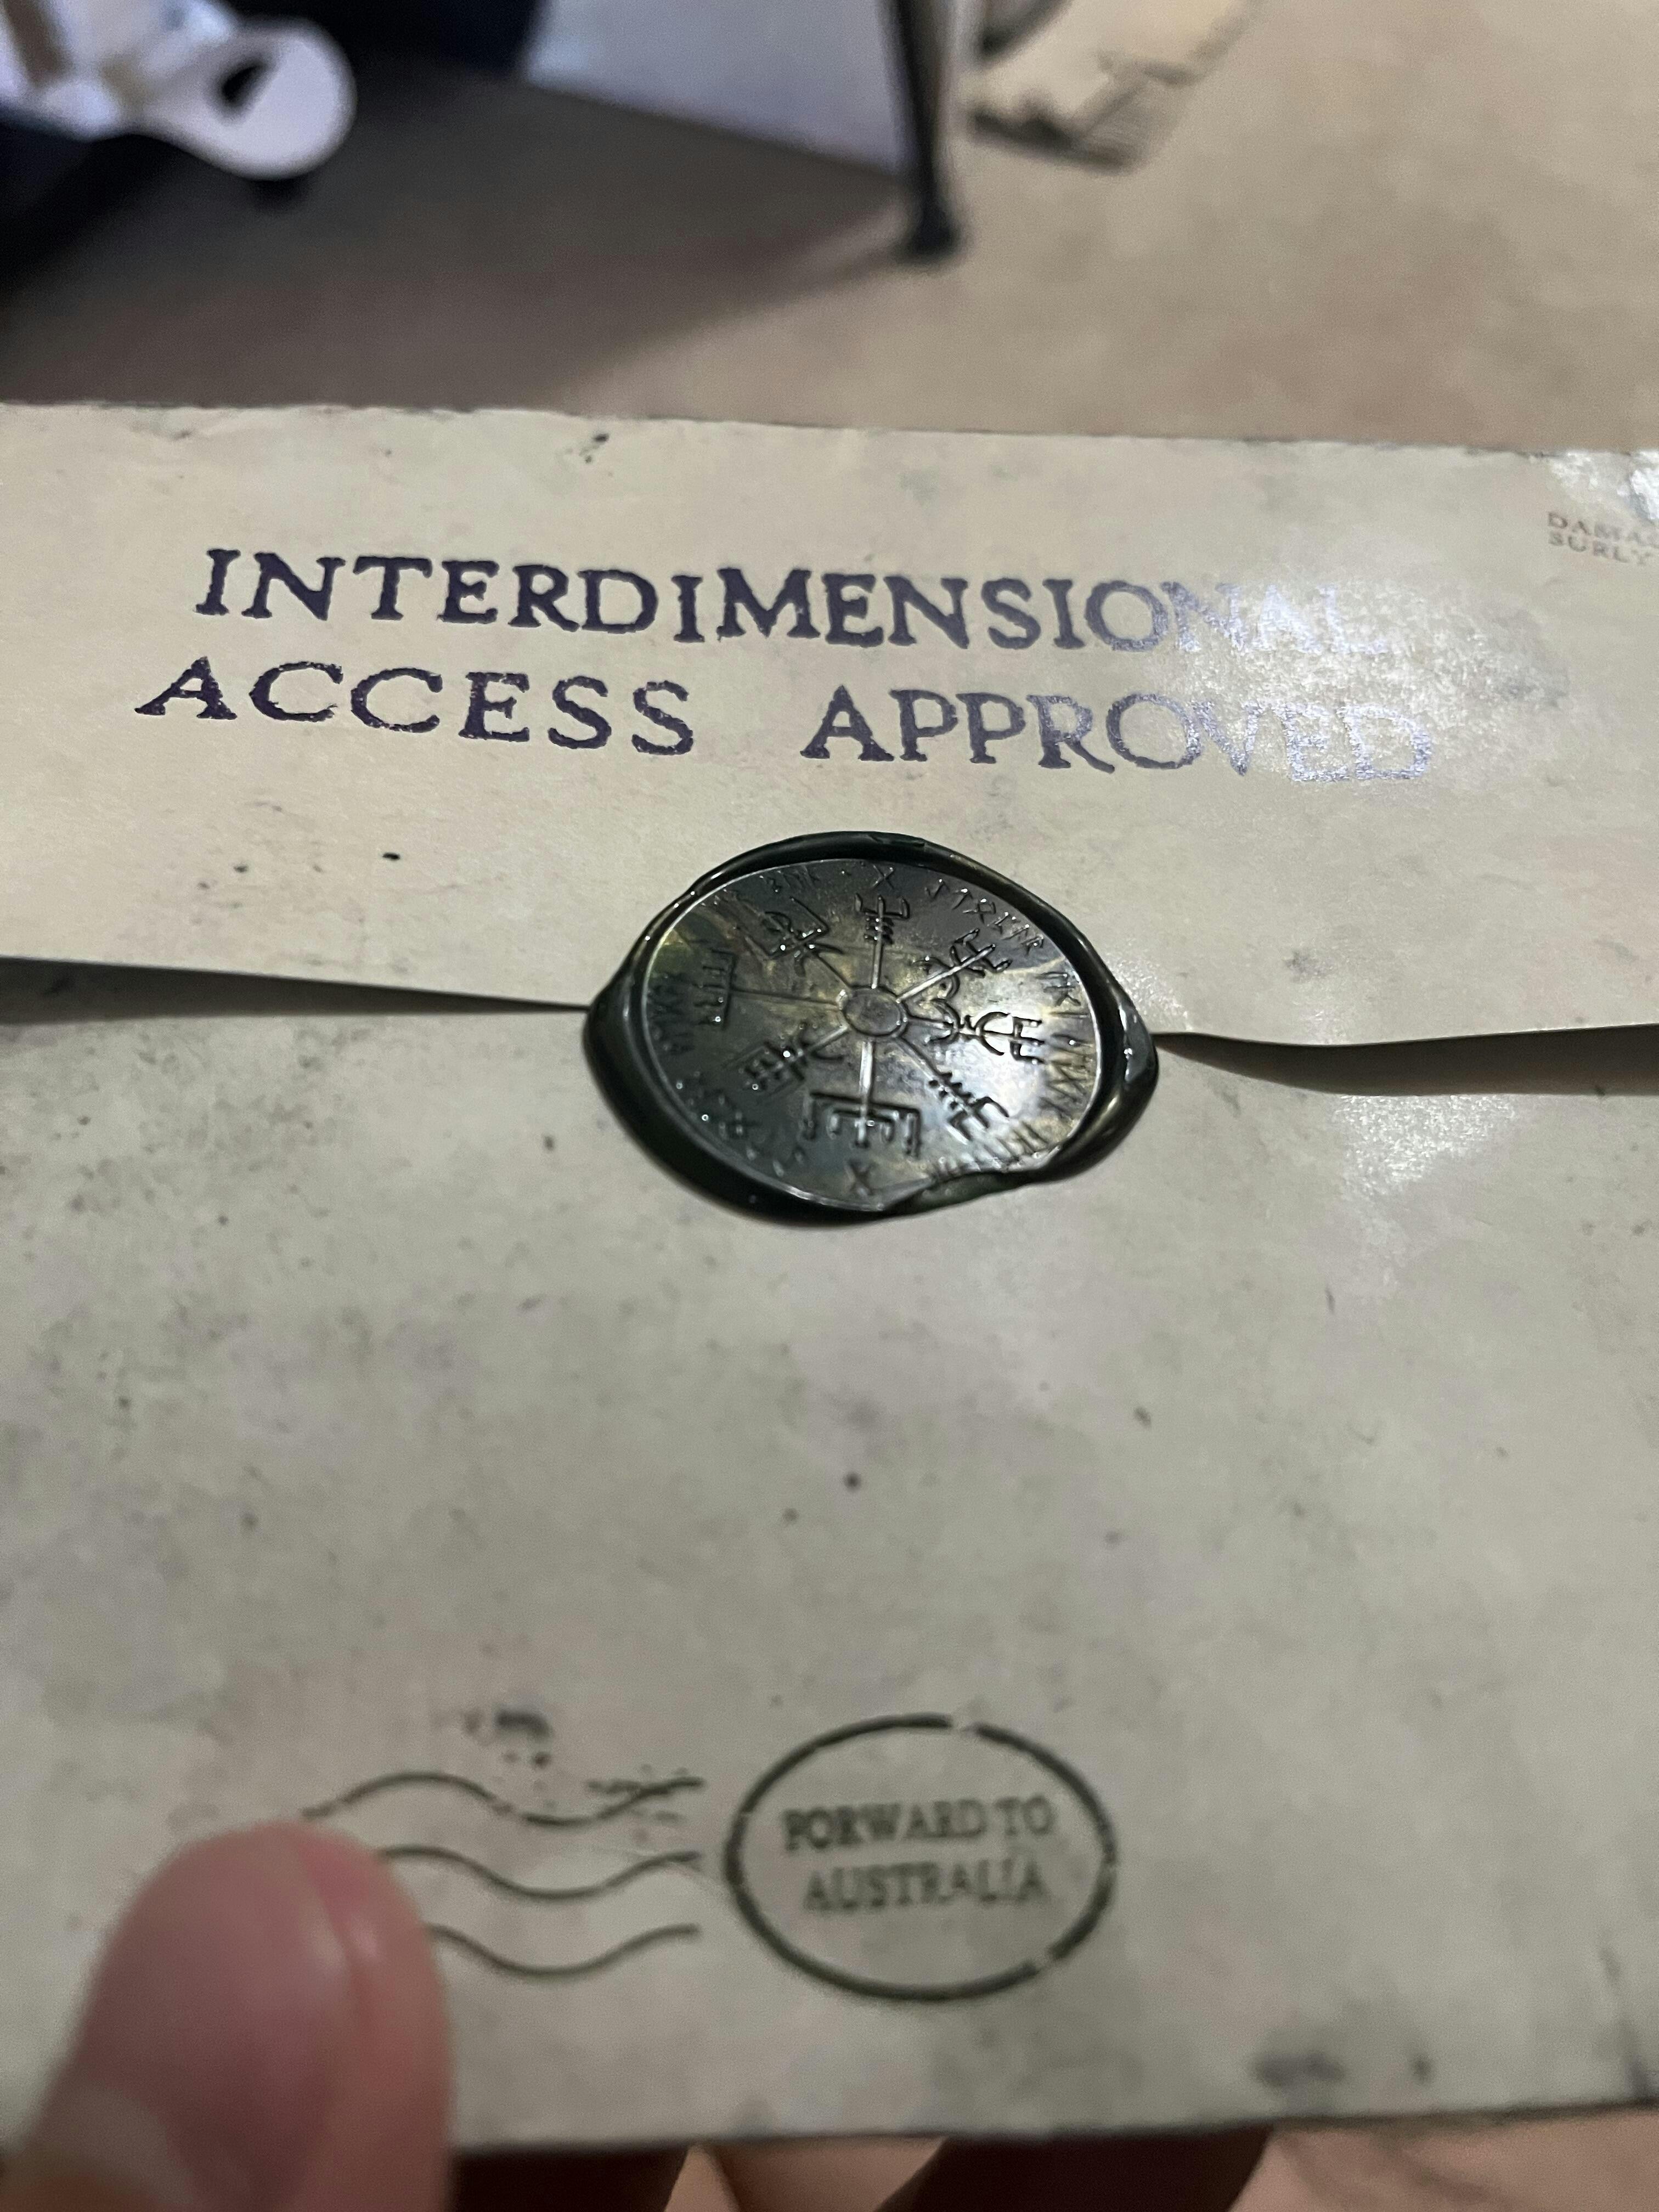 INTERDIMENSIONAL
ACCESS APPROVED
FORWARD TO
AUSTRALIA